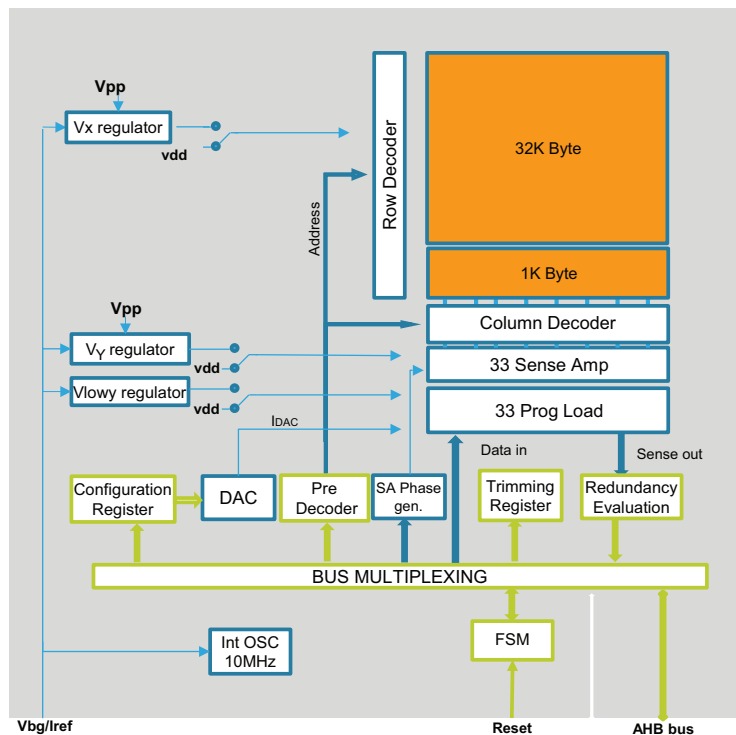 Vpp
Vx regulator
vdd
Row Decoder
32K Byte
Address
1K Byte
Vpp
Column Decoder
VY regulator
vdd
33 Sense Amp
Vlowy regulator
vdd
33 Prog Load
IDAC
Data in
Sense out
Configuration
Register
DAC
Pre
Decoder
SA Phase
gen.
Trimming
Register
Redundancy
Evaluation
BUS MULTIPLEXING
Int OSC
10MHz
FSM
Vbg/Iref
Reset
AHB bus